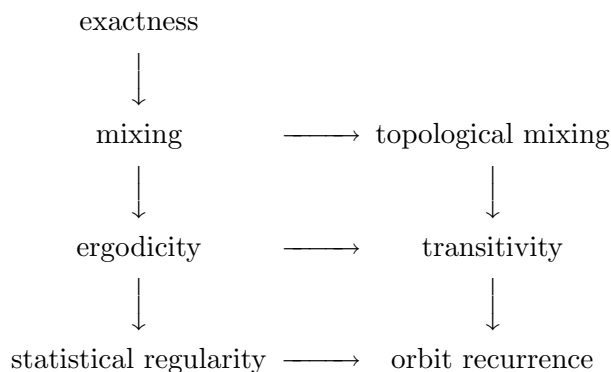 exactness
mixing topological mixing
ergodicity transitivity
statistical regularity orbit recurrence